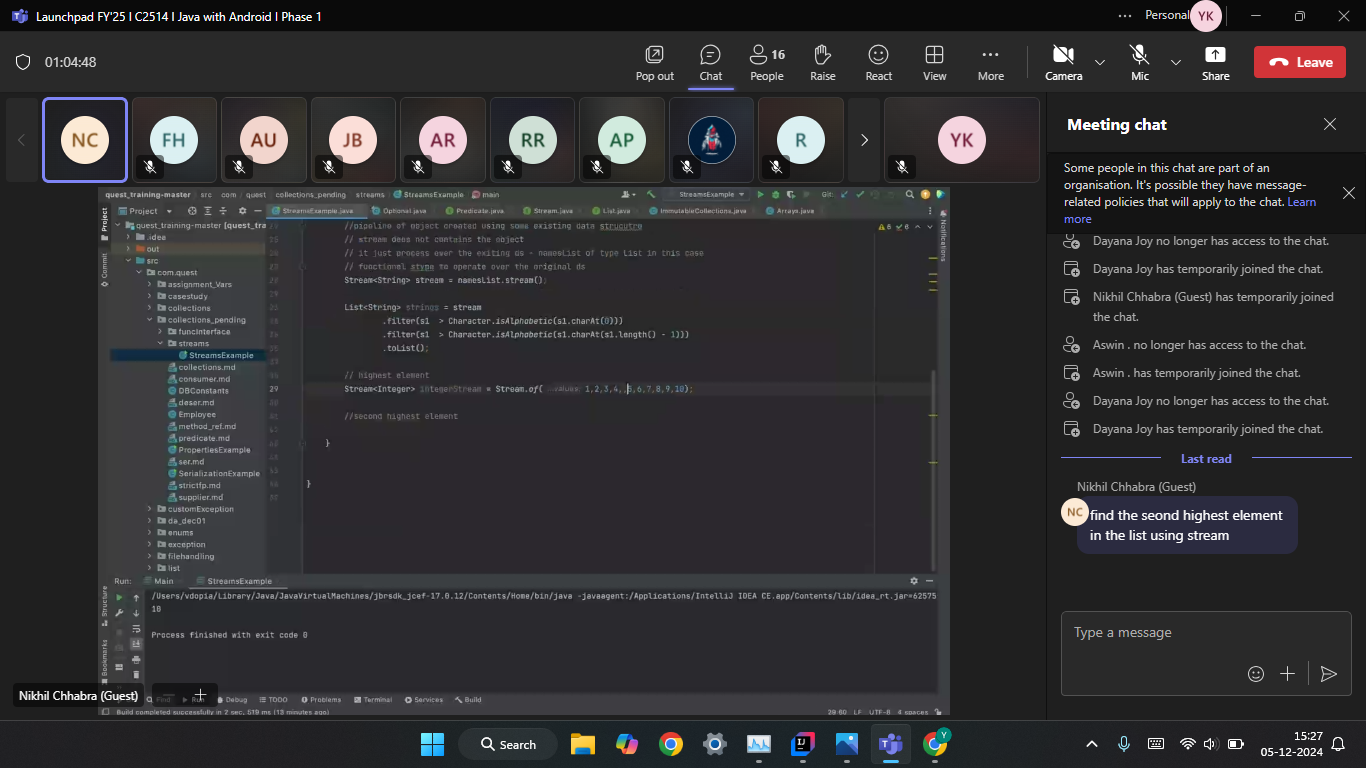 Launchpad FY'25 | C2514 | Java with Android | Phase 1
Personal
YK
01:04:48
Pop out
Chat
16
People
Raise
React
View
More
Camera
Mic
Share
Leave
NC
FH
AU
JB
AR
RR
AP
R
YK
Meeting chat
Some people in this chat are part of an
organisation. It's possible they have message-
related policies that will apply to the chat. Learn
more
Dayana Joy no longer has access to the chat.
Dayana Joy has temporarily joined the chat.
Nikhil Chhabra (Guest) has temporarily joined
the chat.
Aswin . no longer has access to the chat.
Aswin . has temporarily joined the chat.
Dayana Joy no longer has access to the chat.
Dayana Joy has temporarily joined the chat.
Last read
Nikhil Chhabra (Guest)
NC
find the seond highest element
in the list using stream
Type a message
quest_training-master
src
com
quest
collections_pending
streams
StreamsExample
main
StreamsExample
Git:
Project
StreamsExample.java
Optional.java
Predicate.java
Stream.java
List.java
ImmutableCollections.java
Arrays.java
Project
Commit
Structure
Bookmarks
Notifications
quest_training-master [quest_tra
.idea
out
src
com.quest
assignment_Vars
casestudy
collections
collections_pending
funcInterface
streams
StreamsExample
collections.md
consumer.md
DBConstants
deser.md
Employee
method_ref.md
predicate.md
PropertiesExample
ser.md
SerializationExample
strictfp.md
supplier.md
customException
da_dec01
enums
exception
filehandling
list
//pipeline of object created using some existing data strucutre
// stream does not contains the object
// it just process over the exiting ds - namesList of type List in this case
// functional stype to operate over the original ds
Stream<String> stream = namesList.stream();
List<String> strings = stream
.filter(s1 > Character.isAlphabetic(s1.charAt(0)))
.filter(s1 > Character.isAlphabetic(s1.charAt(s1.length() - 1)))
.toList();
// highest element
29
Stream<Integer> integerStream = Stream.of( values 1,2,3,4,,5,6,7,8,9,10);
//second highest element
}
}
Run:
Main
StreamsExample
/Users/vdopia/Library/Java/JavaVirtualMachines/jbrsdk_jcef-17.0.12/Contents/Home/bin/java -javaagent:/Applications/IntelliJ IDEA CE.app/Contents/lib/idea_rt.jar=62575
10
Process finished with exit code 0
Nikhil Chhabra (Guest)
Find
Run
Debug
TODO
Problems
Terminal
Services
Build
Build completed successfully in 2 sec, 519 ms (13 minutes ago)
LF
UTF-8
4 spaces
Search
Y
15:27
05-12-2024